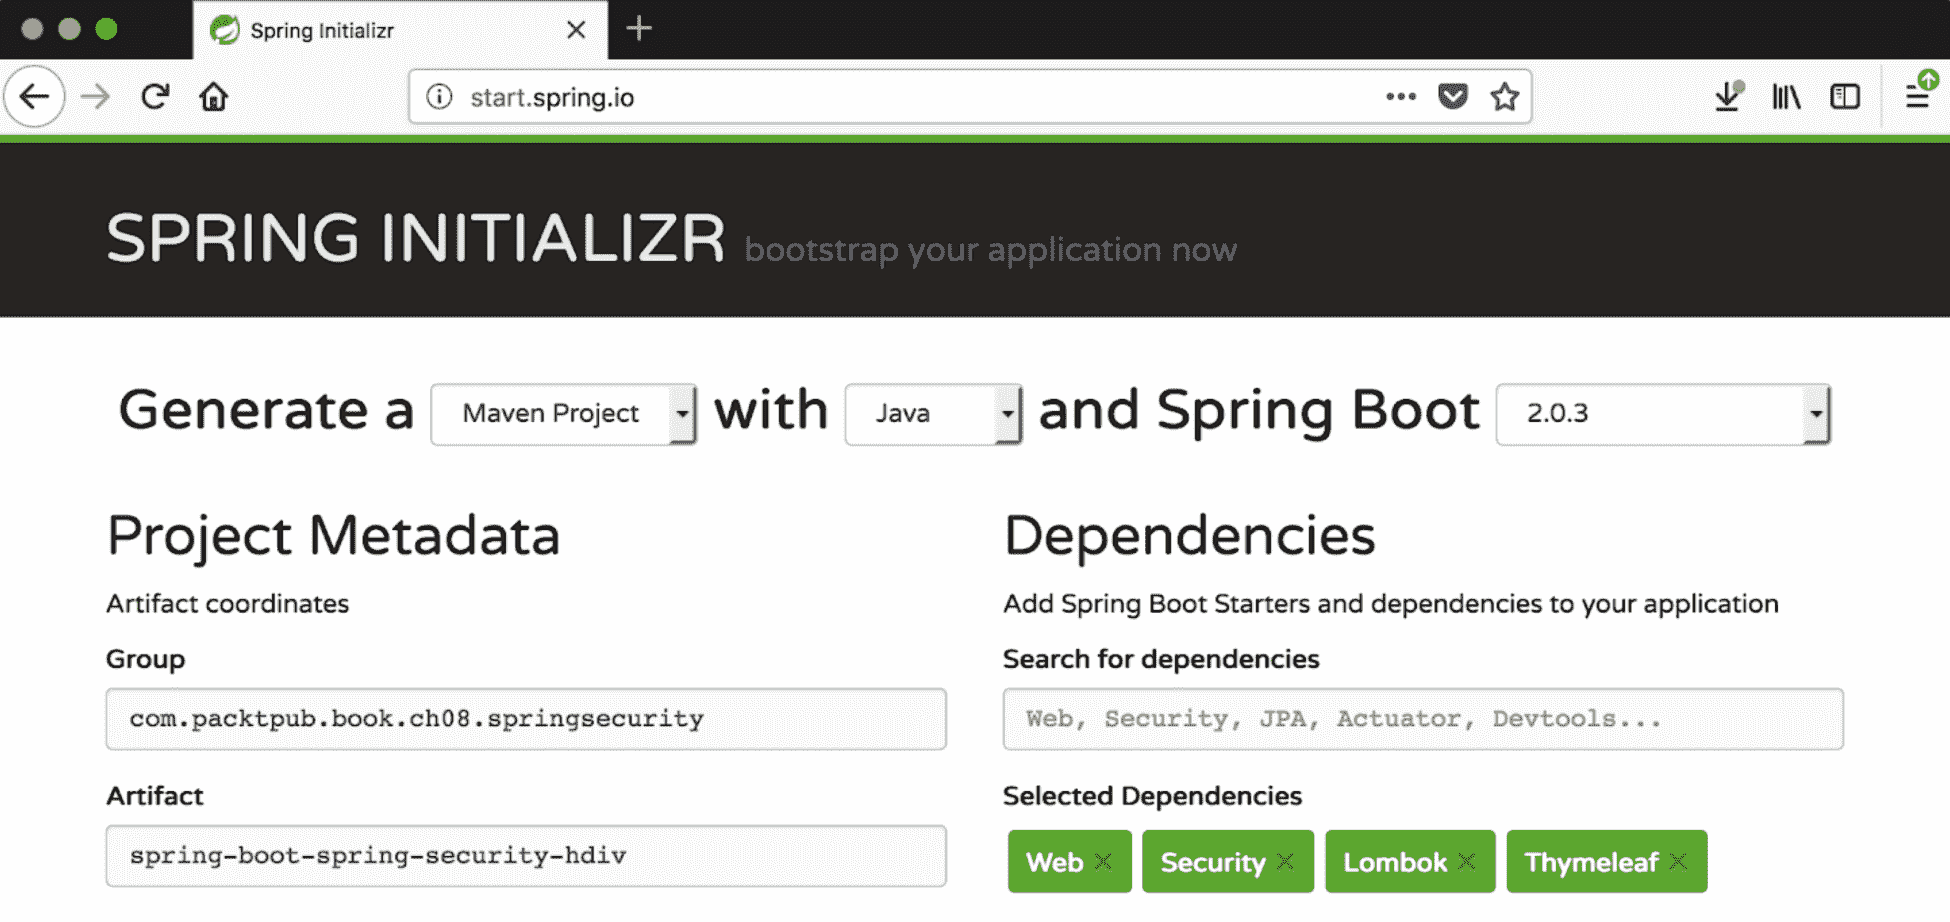 Spring Initializr
start.spring.io
SPRING INITIALIZR bootstrap your application now
Generate a Maven Project with Java and Spring Boot 2.0.3
Project Metadata
Artifact coordinates
Group
com.packtpub.book.ch08.springsecurity
Artifact
spring-boot-spring-security-hdiv
Dependencies
Add Spring Boot Starters and dependencies to your application
Search for dependencies
Web, Security, JPA, Actuator, Devtools...
Selected Dependencies
Web Security Lombok Thymeleaf